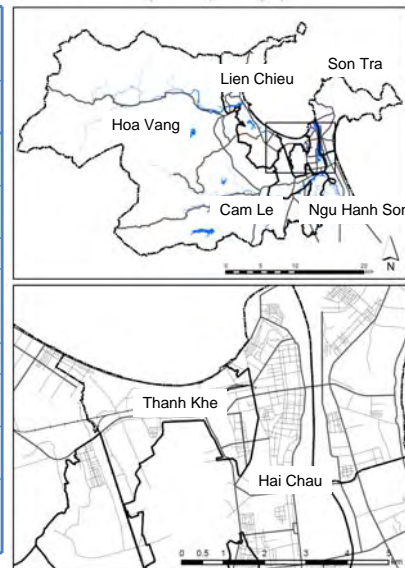 Son Tra
Lien Chieu
Hoa Vang
Cam Le
Ngu Hanh Son
N
Thanh Khe
Hai Chau
0 0.5 1 2 3 4 5